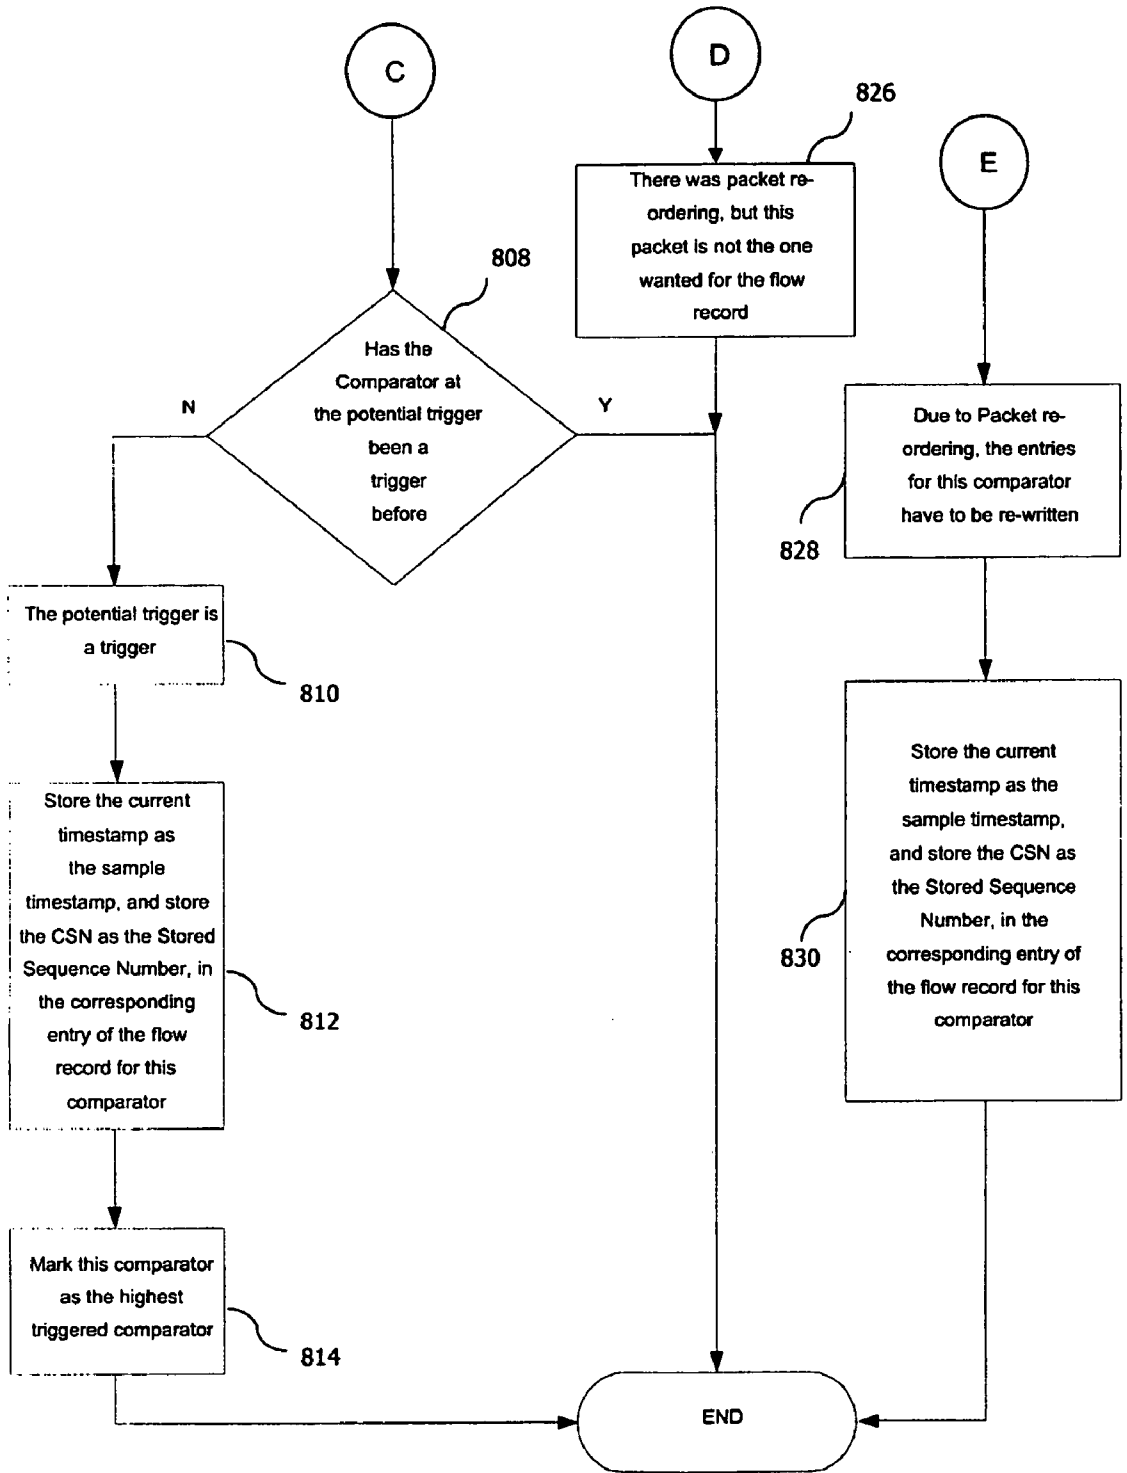 C
D
E
826
There was packet re-
ordering, but this
packet is not the one
wanted for the flow
record
808
Has the
Comparator at
the potential trigger
been a
trigger
before
N
Y
Due to Packet re-
ordering, the entries
for this comparator
have to be re-written
828
The potential trigger is
a trigger
810
Store the current
timestamp as
the sample
timestamp, and store
the CSN as the Stored
Sequence Number, in
the corresponding
entry of the flow
record for this
comparator
812
Store the current
timestamp as the
sample timestamp,
and store the CSN as
the Stored Sequence
Number, in the
corresponding entry of
the flow record for this
comparator
830
Mark this comparator
as the highest
triggered comparator
814
END